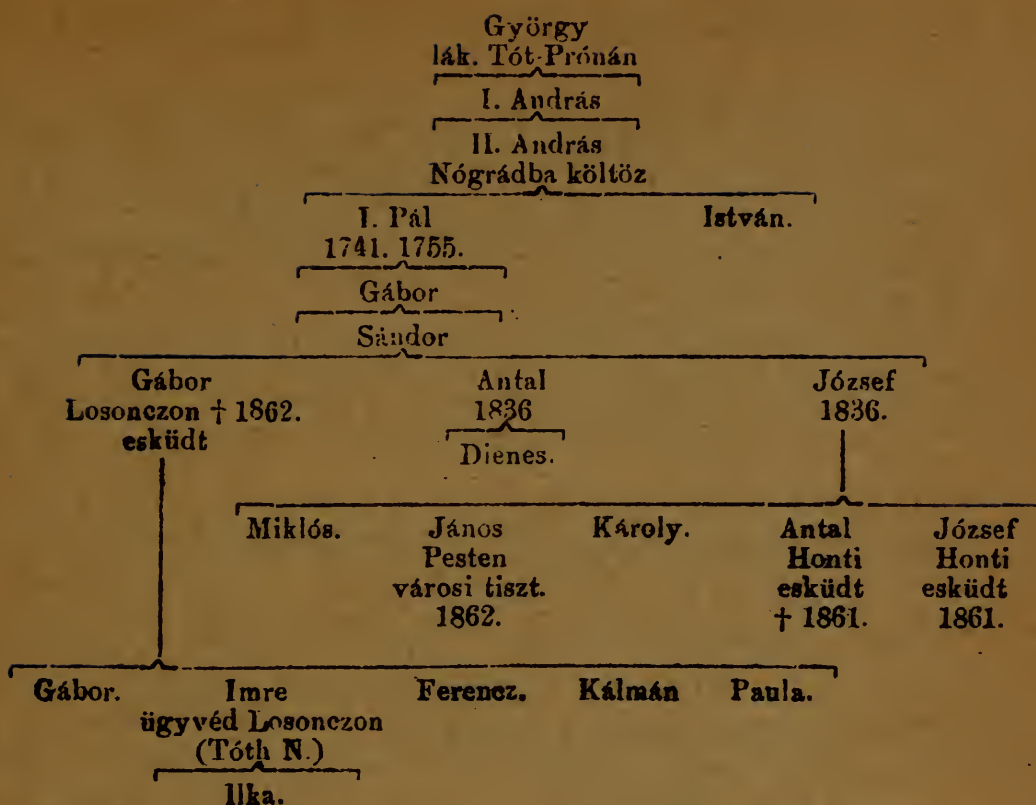 György
lák. Tót-Prónán
I. András
II. András
Nógrádba költöz
I. Pál István.
1741. 1755.
Gábor
Sándor
Gábor Antal József
Losonczon † 1862. 1836 1836.
esküdt
Dienes.
Miklós. János Károly. Antal József
Pesten Honti Honti
városi tiszt. esküdt esküdt
1862. † 1861. 1861.
Gábor. Imre Ferencz. Kálmán Paula.
ügyvéd Losonczon
(Tóth N.)
Ilka.